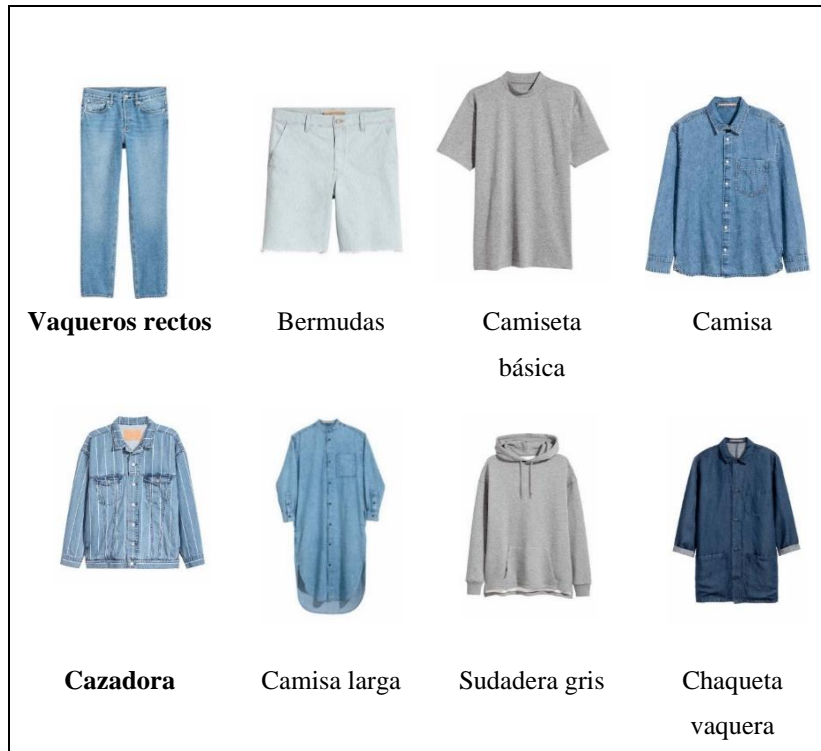 Vaqueros rectos
Bermudas
Camiseta
básica
Camisa
Cazadora
Camisa larga
Sudadera gris
Chaqueta
vaquera